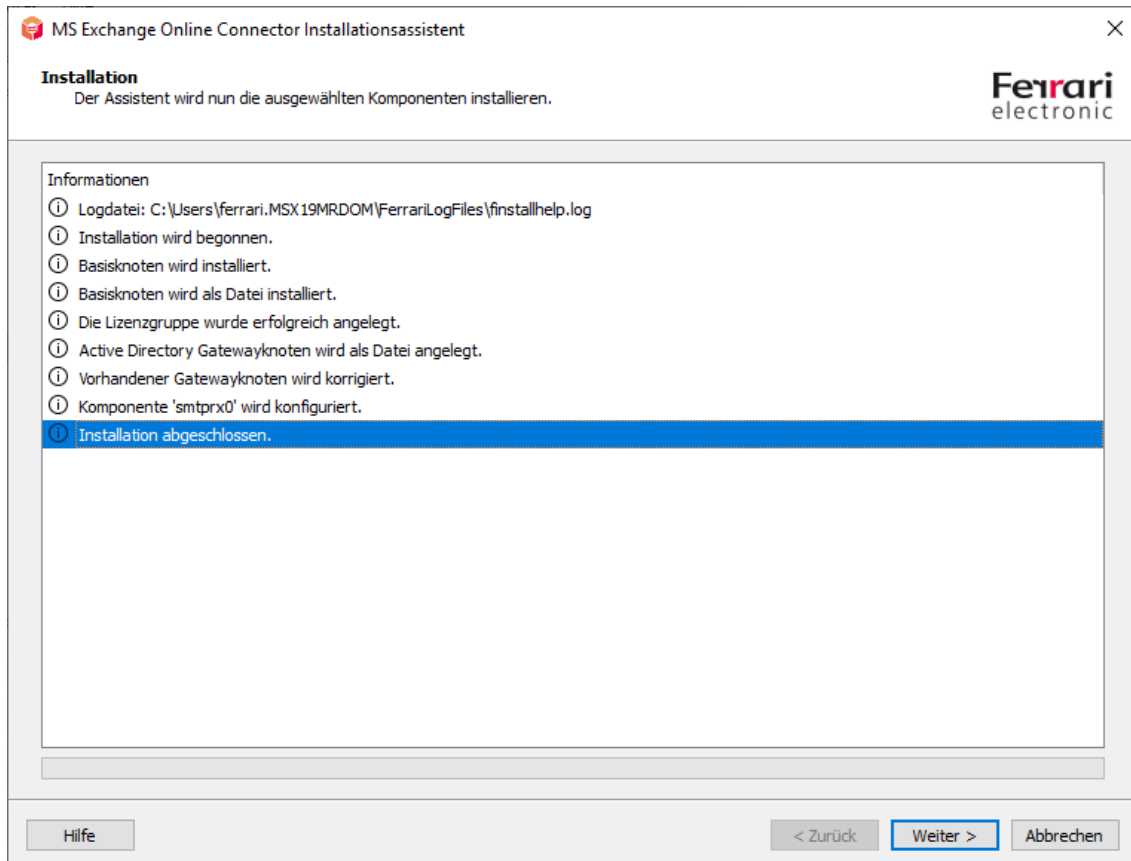 MS Exchange Online Connector Installationsassistent
Installation
Der Assistent wird nun die ausgewählten Komponenten installieren.
Ferrari
electronic
Informationen
Logdatei: C:\Users\ferrari.MSX19MRDOM\FerrariLogFiles\finstallhelp.log
Installation wird begonnen.
Basisknoten wird installiert.
Basisknoten wird als Datei installiert.
Die Lizenzgruppe wurde erfolgreich angelegt.
Active Directory Gatewayknoten wird als Datei angelegt.
Vorhandener Gatewayknoten wird korrigiert.
Komponente 'smtprx0' wird konfiguriert.
Installation abgeschlossen.
Hilfe
< Zurück
Weiter >
Abbrechen